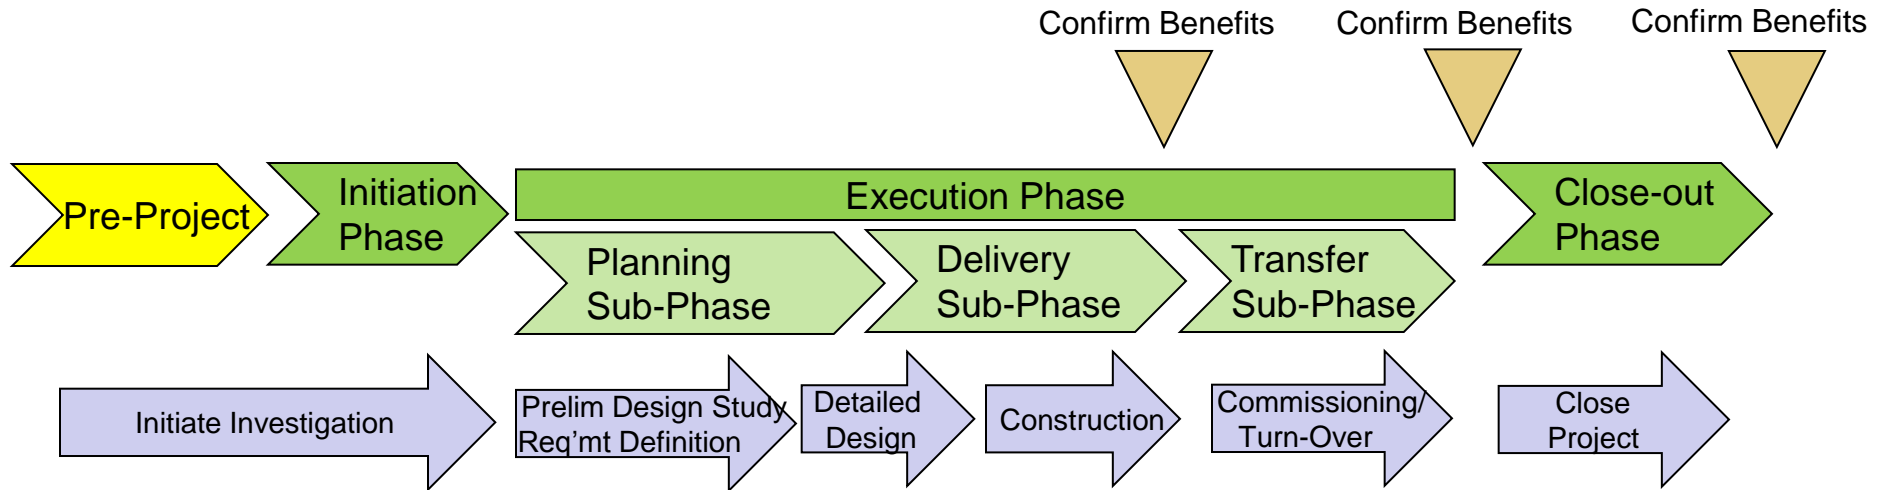 Confirm Benefits
Confirm Benefits
Confirm Benefits
Pre-Project
Initiation
Phase
Execution Phase
Close-out
Phase
Planning
Sub-Phase
Delivery
Sub-Phase
Transfer
Sub-Phase
Initiate Investigation
Prelim Design Study
Req'mt Definition
Detailed
Design
Construction
Commissioning/
Turn-Over
Close
Project